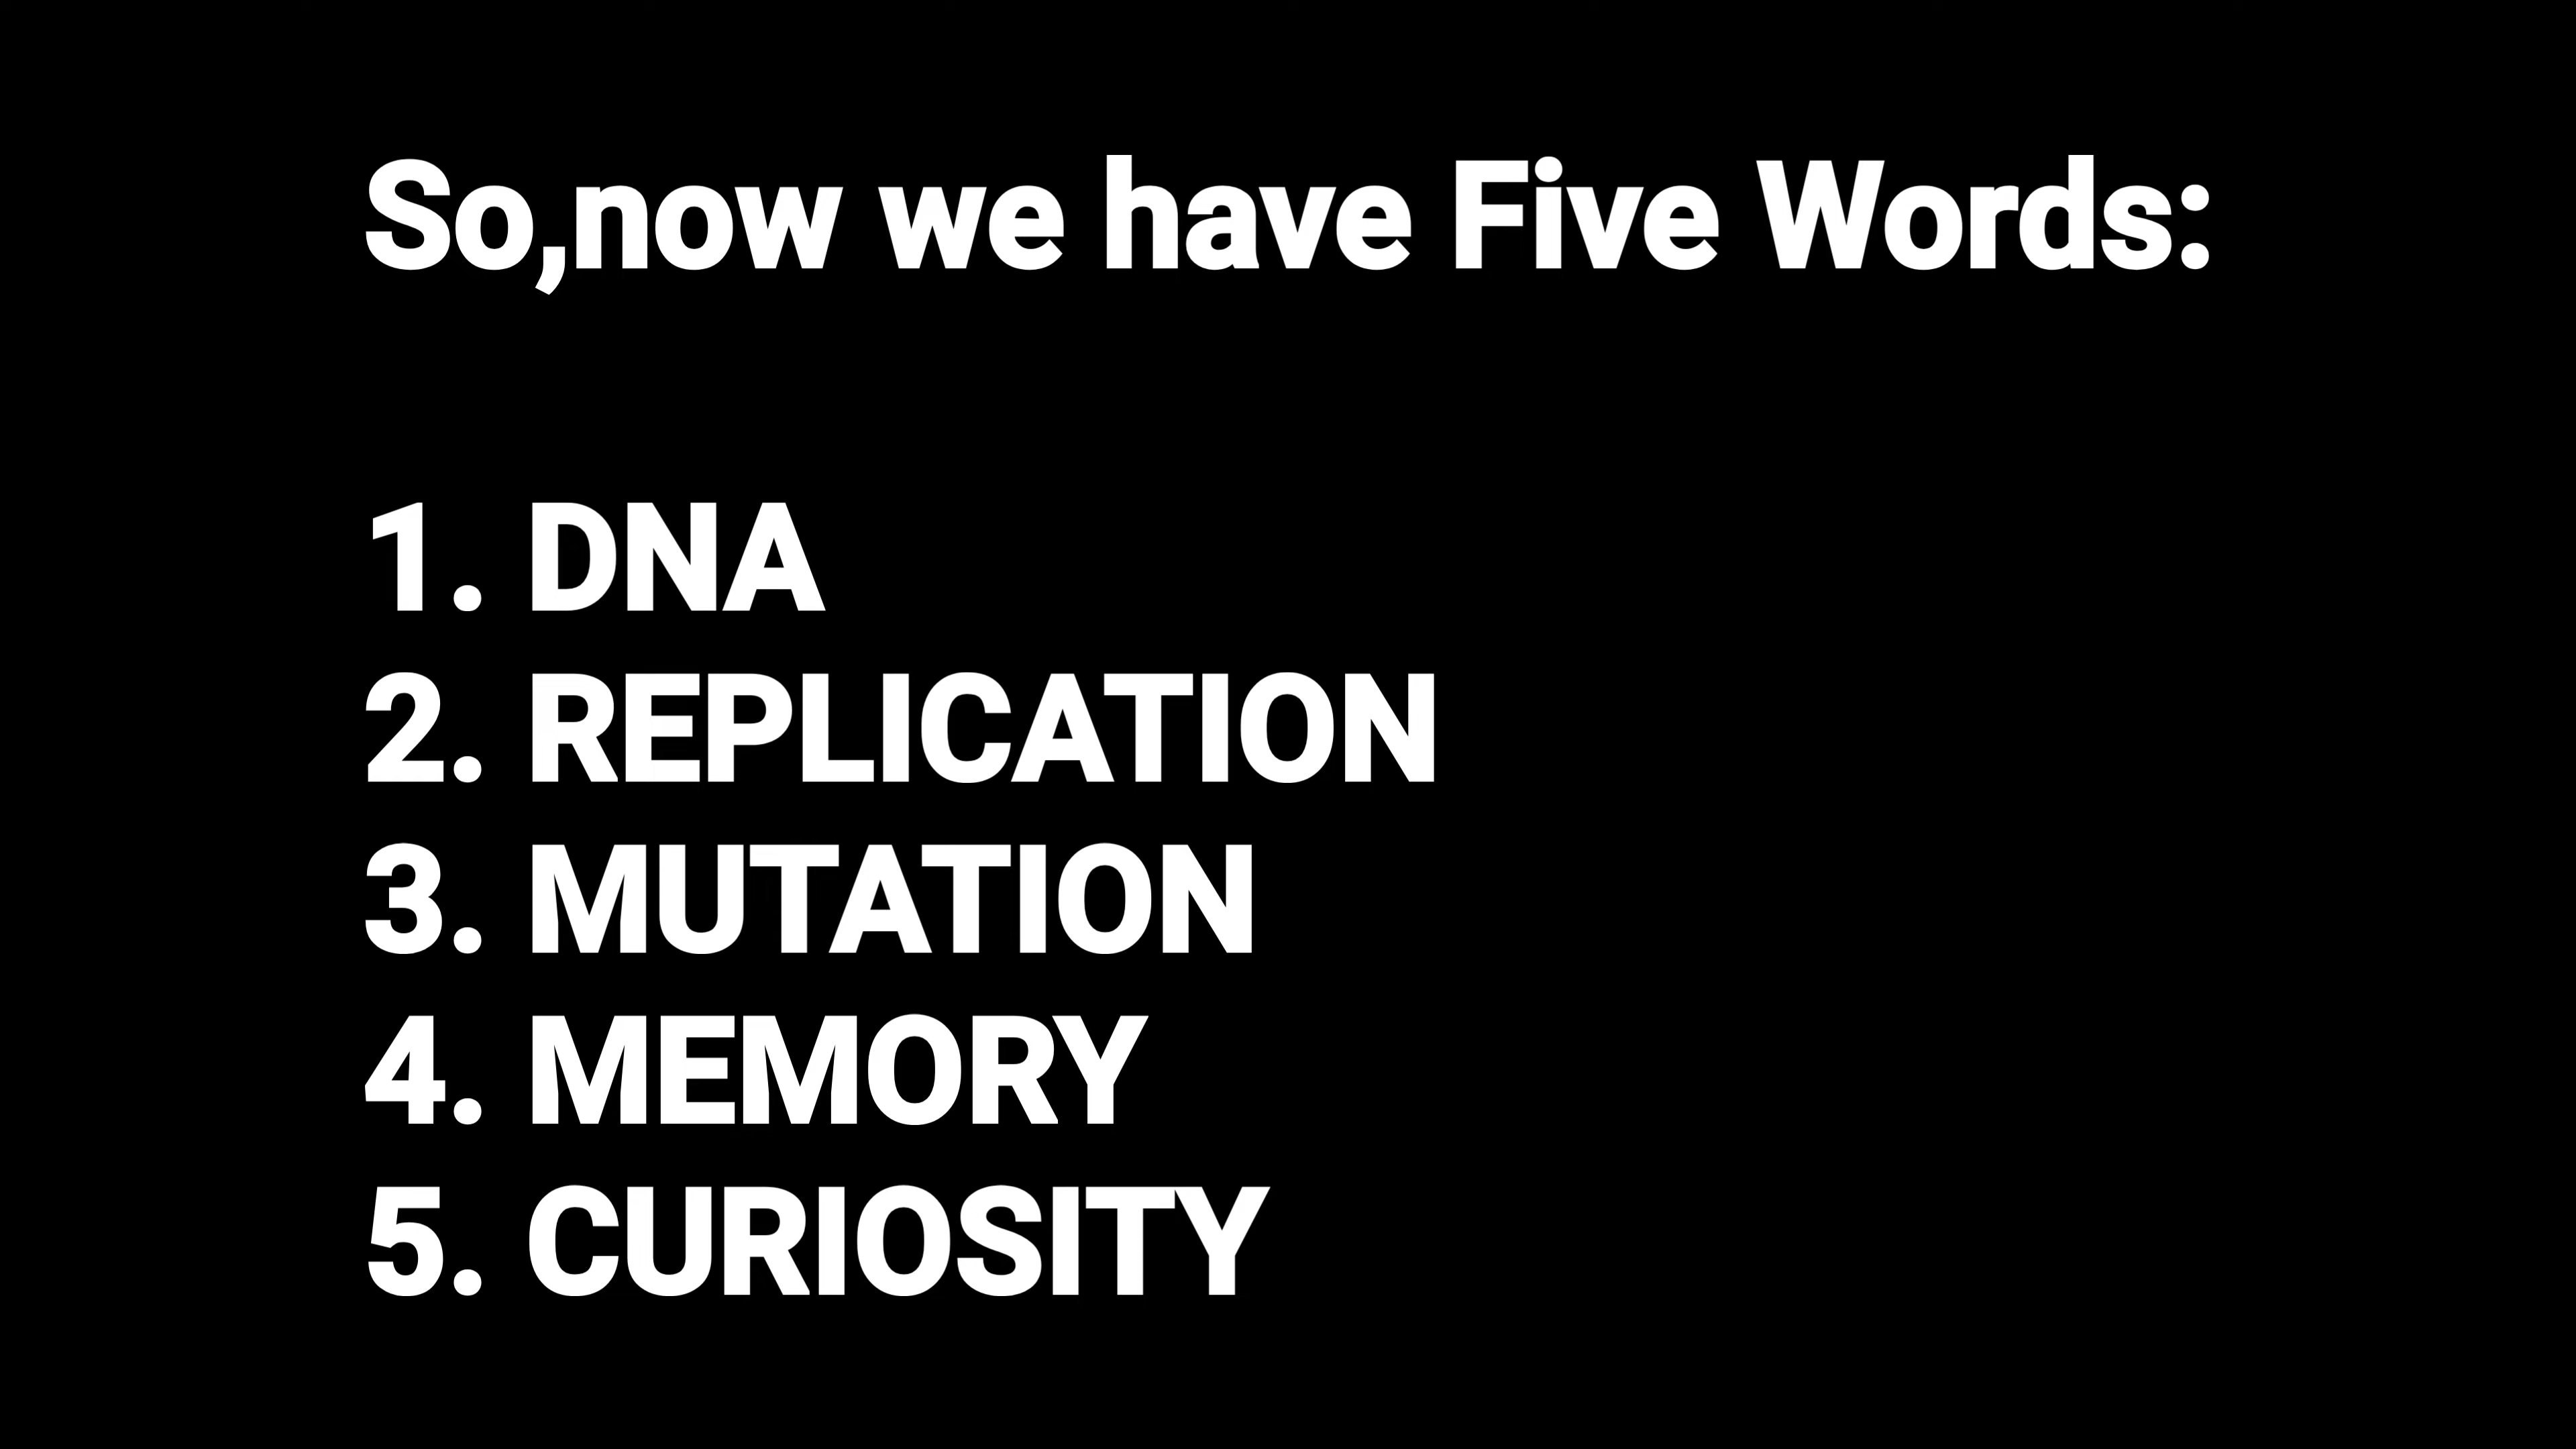 So,now we have Five Words:
1. DNA
2. REPLICATION
3. MUTATION
4. MEMORY
5. CURIOSITY